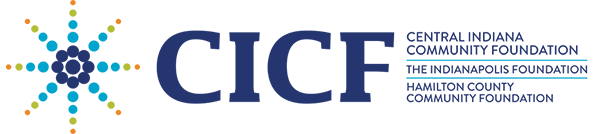 CICF
CENTRAL INDIANA
COMMUNITY FOUNDATION
THE INDIANAPOLIS FOUNDATION
HAMILTON COUNTY
COMMUNITY FOUNDATION